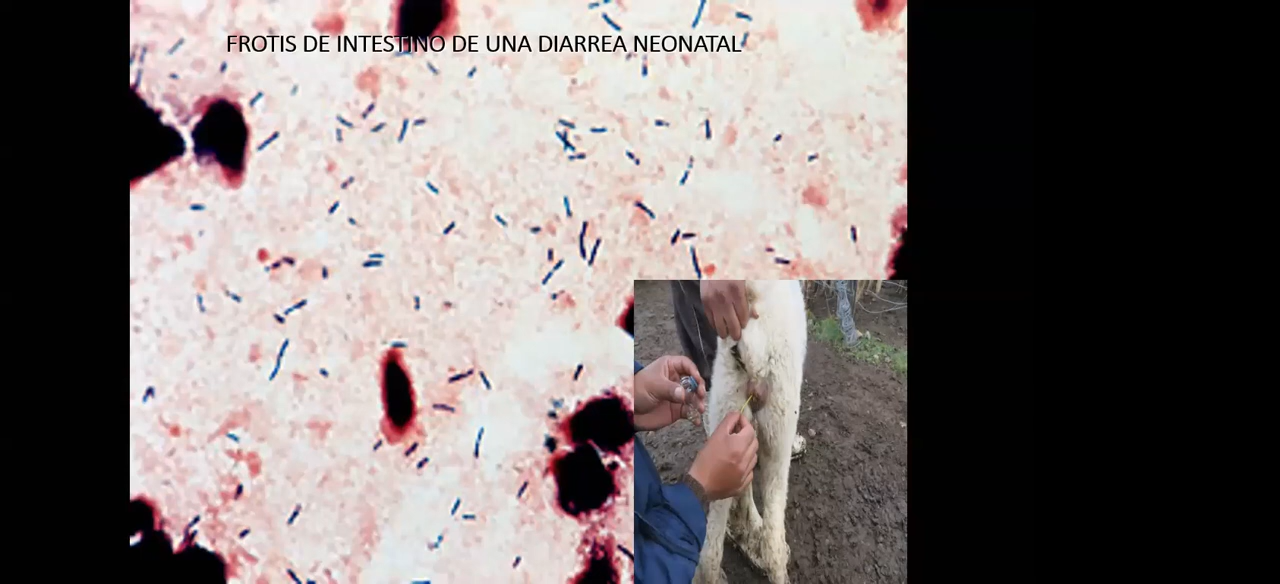 FROTIS DE INTESTINO DE UNA DIARREA NEONATAL